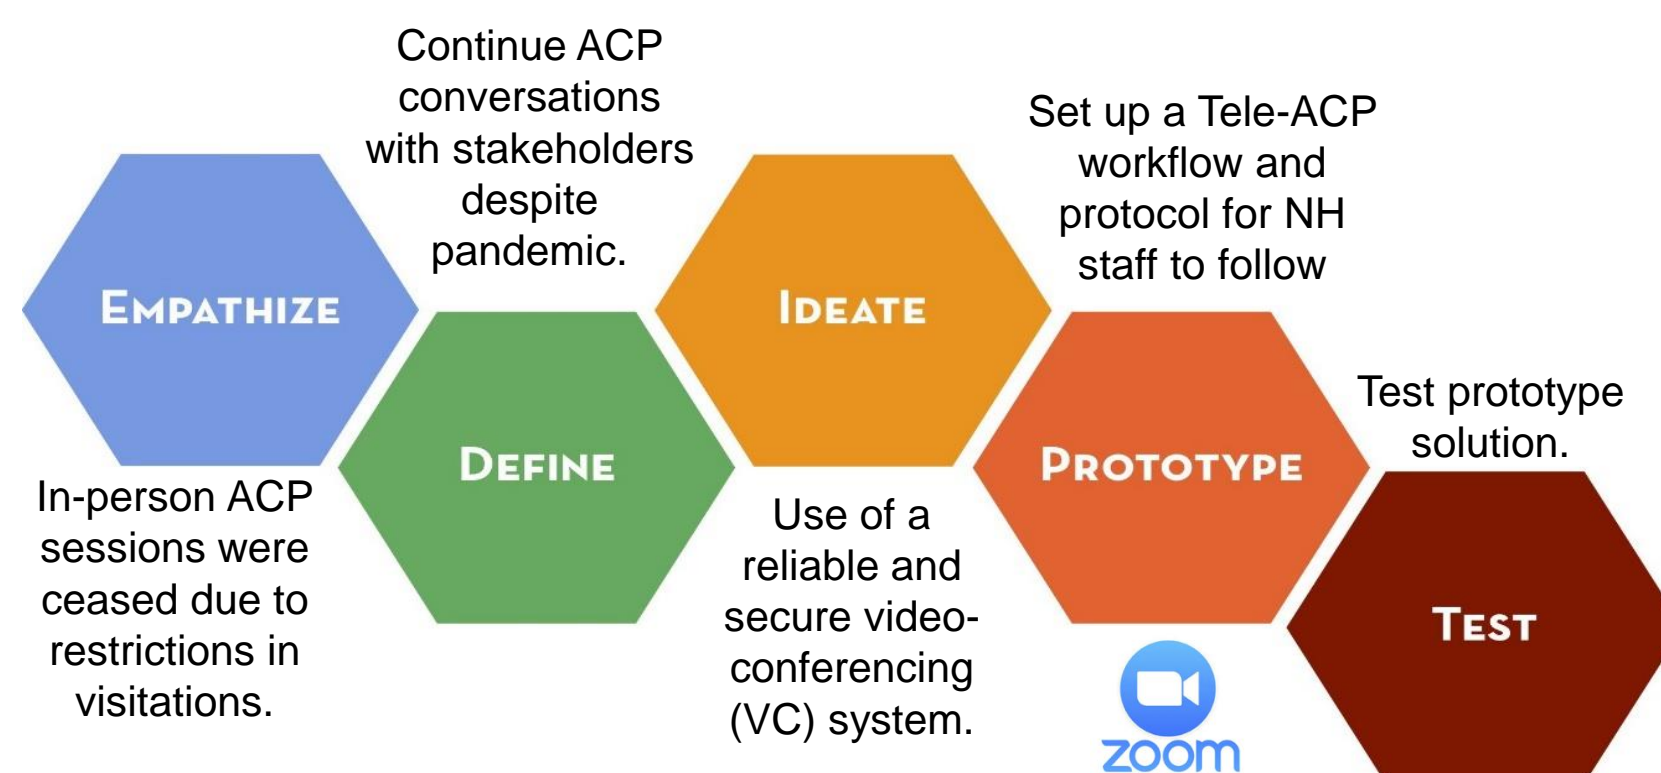 EMPATHIZE
In-person ACP
sessions were
ceased due to
restrictions in
visitations.
Continue ACP
conversations
with stakeholders
despite
pandemic.
DEFINE
IDEATE
Use of a
reliable and
secure video-
conferencing
(VC) system.
Set up a Tele-ACP
workflow and
protocol for NH
staff to follow
PROTOTYPE
zoom
Test prototype
solution.
TEST